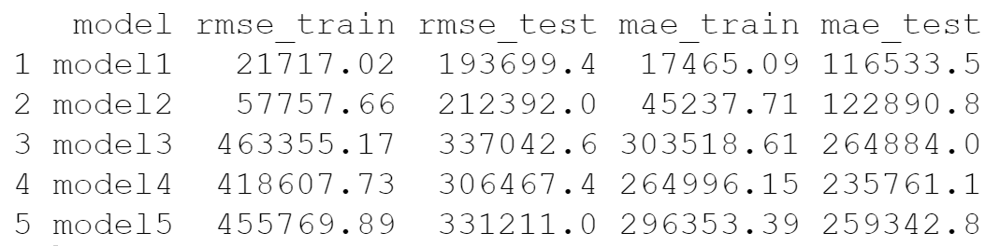 model rmse_train rmse_test mae_train mae_test
1 model1 21717.02 193699.4 17465.09 116533.5
2 model2 57757.66 212392.0 45237.71 122890.8
3 model3 463355.17 337042.6 303518.61 264884.0
4 model4 418607.73 306467.4 264996.15 235761.1
5 model5 455769.89 331211.0 296353.39 259342.8